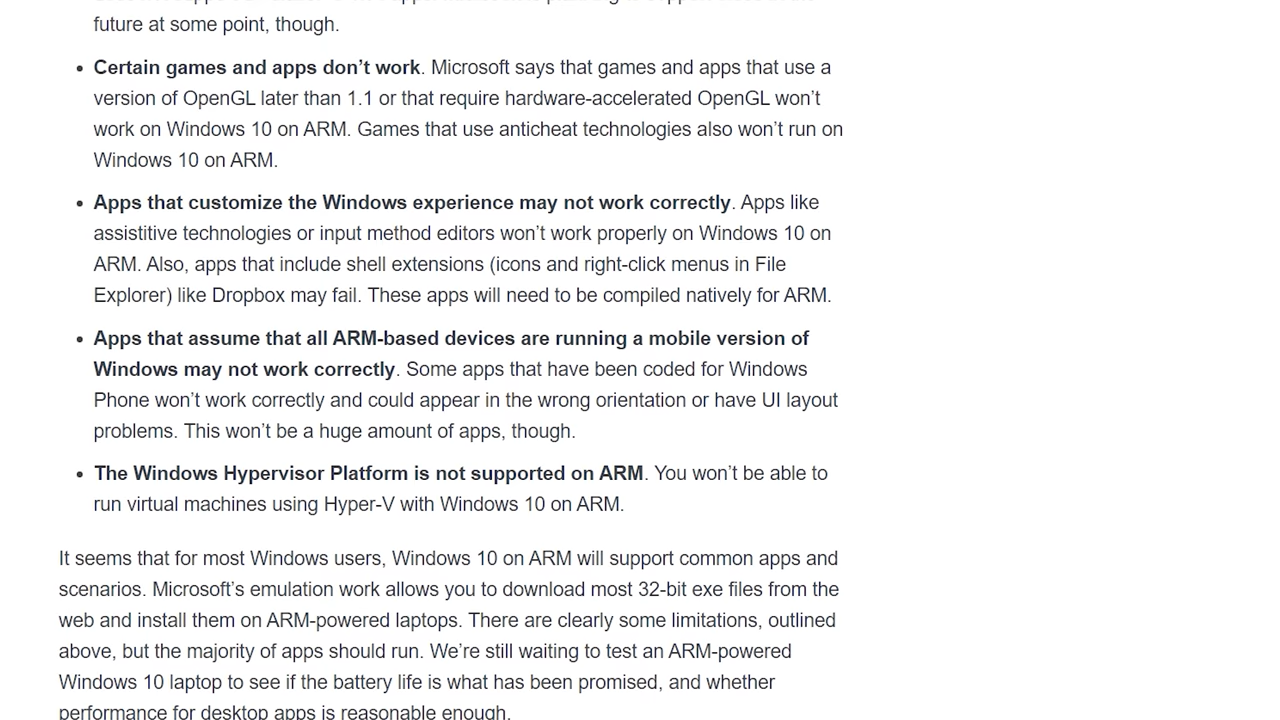 future at some point, though.
• Certain games and apps don’t work. Microsoft says that games and apps that use a
version of OpenGL later than 1.1 or that require hardware-accelerated OpenGL won’t
work on Windows 10 on ARM. Games that use anticheat technologies also won’t run on
Windows 10 on ARM.
• Apps that customize the Windows experience may not work correctly. Apps like
assistitive technologies or input method editors won’t work properly on Windows 10 on
ARM. Also, apps that include shell extensions (icons and right-click menus in File
Explorer) like Dropbox may fail. These apps will need to be compiled natively for ARM.
• Apps that assume that all ARM-based devices are running a mobile version of
Windows may not work correctly. Some apps that have been coded for Windows
Phone won’t work correctly and could appear in the wrong orientation or have UI layout
problems. This won’t be a huge amount of apps, though.
• The Windows Hypervisor Platform is not supported on ARM. You won’t be able to
run virtual machines using Hyper-V with Windows 10 on ARM.
It seems that for most Windows users, Windows 10 on ARM will support common apps and
scenarios. Microsoft’s emulation work allows you to download most 32-bit exe files from the
web and install them on ARM-powered laptops. There are clearly some limitations, outlined
above, but the majority of apps should run. We’re still waiting to test an ARM-powered
Windows 10 laptop to see if the battery life is what has been promised, and whether
performance for desktop apps is reasonable enough.